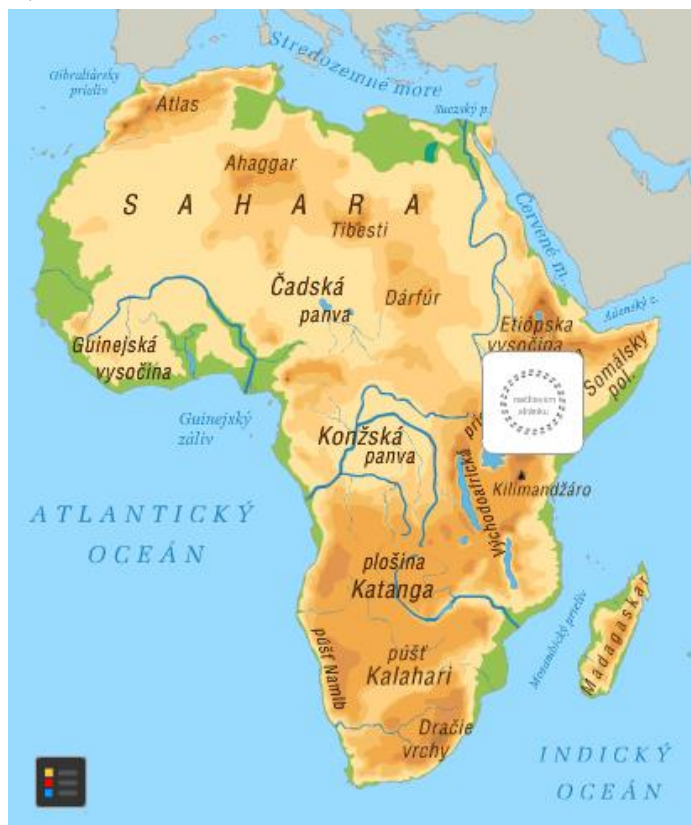 Stredozemné more
Gibraltársky
prieliv
Atlas
Suezský p.
Ahaggar
S A H A R A
Tibesti
Červené m.
Čadská
panva
Dárfúr
Adenský z.
Etiópska
vysočina
Guinejská
vysočina
Somálsky
pol.
načítavam
stránku
Guinejský
záliv
Konžská
panva
Východoafrická
Kilimandžáro
ATLANTICKÝ
OCEÁN
plošina
Katanga
Mozambický prieliv
Madagaskar
púšť Namib
púšť
Kalahari
Dračie
vrchy
INDICKÝ
OCEÁN